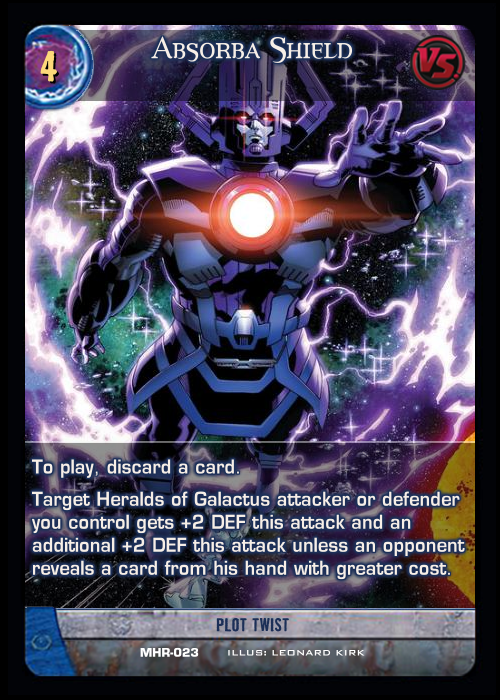 4
Absorba Shield
VS.
To play, discard a card.
Target Heralds of Galactus attacker or defender
you control gets +2 DEF this attack and an
additional +2 DEF this attack unless an opponent
reveals a card from his hand with greater cost.
PLOT TWIST
MHR-023 ILLUS: LEONARD KIRK